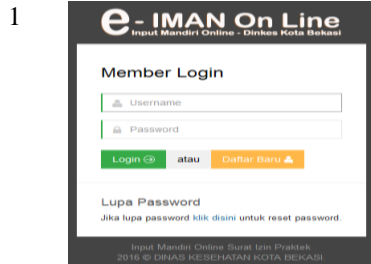 1
e - IMAN On Line
Input Mandiri Online - Dinkes Kota Bekasi
Member Login
Username
Password
Login atau Daftar Baru
Lupa Password
Jika lupa password klik disini untuk reset password.
Input Mandiri Online Surat Izin Praktek
2016 © DINAS KESEHATAN KOTA BEKASI